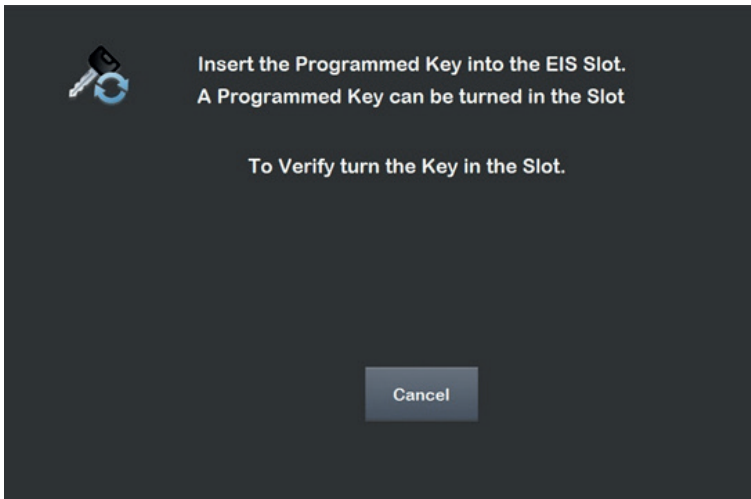 Insert the Programmed Key into the EIS Slot.
A Programmed Key can be turned in the Slot
To Verify turn the Key in the Slot.
Cancel